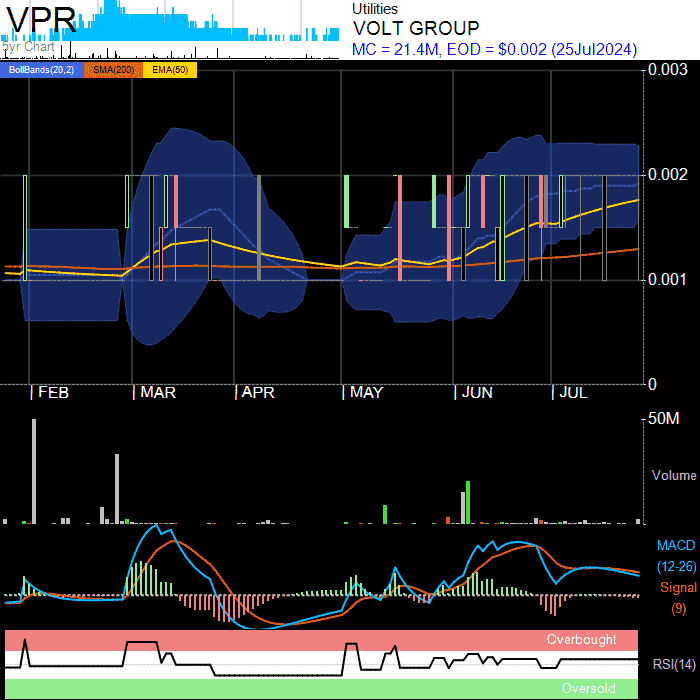 VPR
5yr Chart
Utilities
VOLT GROUP
MC = 21.4M, EOD = $0.002 (25Jul2024)
BollBands(20,2) SMA(200) EMA(50)
0.003
0.002
0.001
0
FEB MAR APR MAY JUN JUL
50M
Volume
MACD
(12-26)
Signal
(9)
Overbought
RSI(14)
Oversold